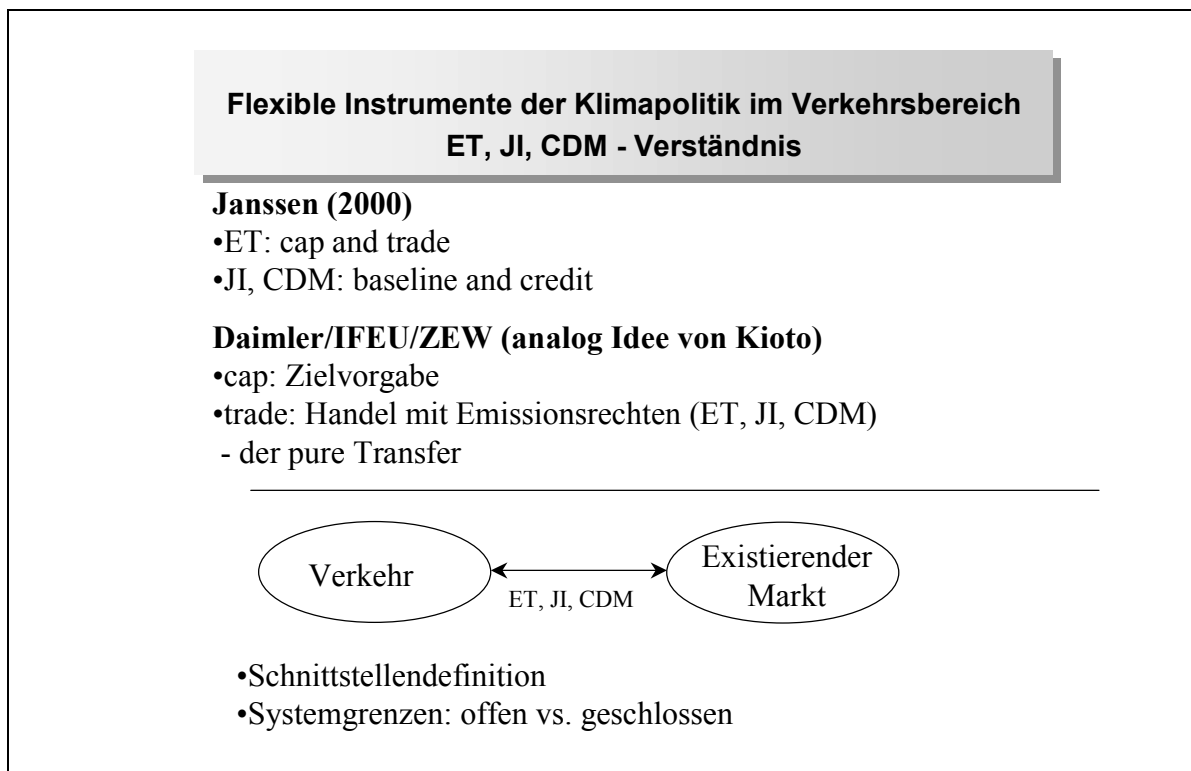 Flexible Instrumente der Klimapolitik im Verkehrsbereich
ET, JI, CDM - Verständnis
Janssen (2000)
•ET: cap and trade
•JI, CDM: baseline and credit
Daimler/IFEU/ZEW (analog Idee von Kioto)
•cap: Zielvorgabe
•trade: Handel mit Emissionsrechten (ET, JI, CDM)
- der pure Transfer
Verkehr
ET, JI, CDM
Existierender
Markt
•Schnittstellendefinition
•Systemgrenzen: offen vs. geschlossen